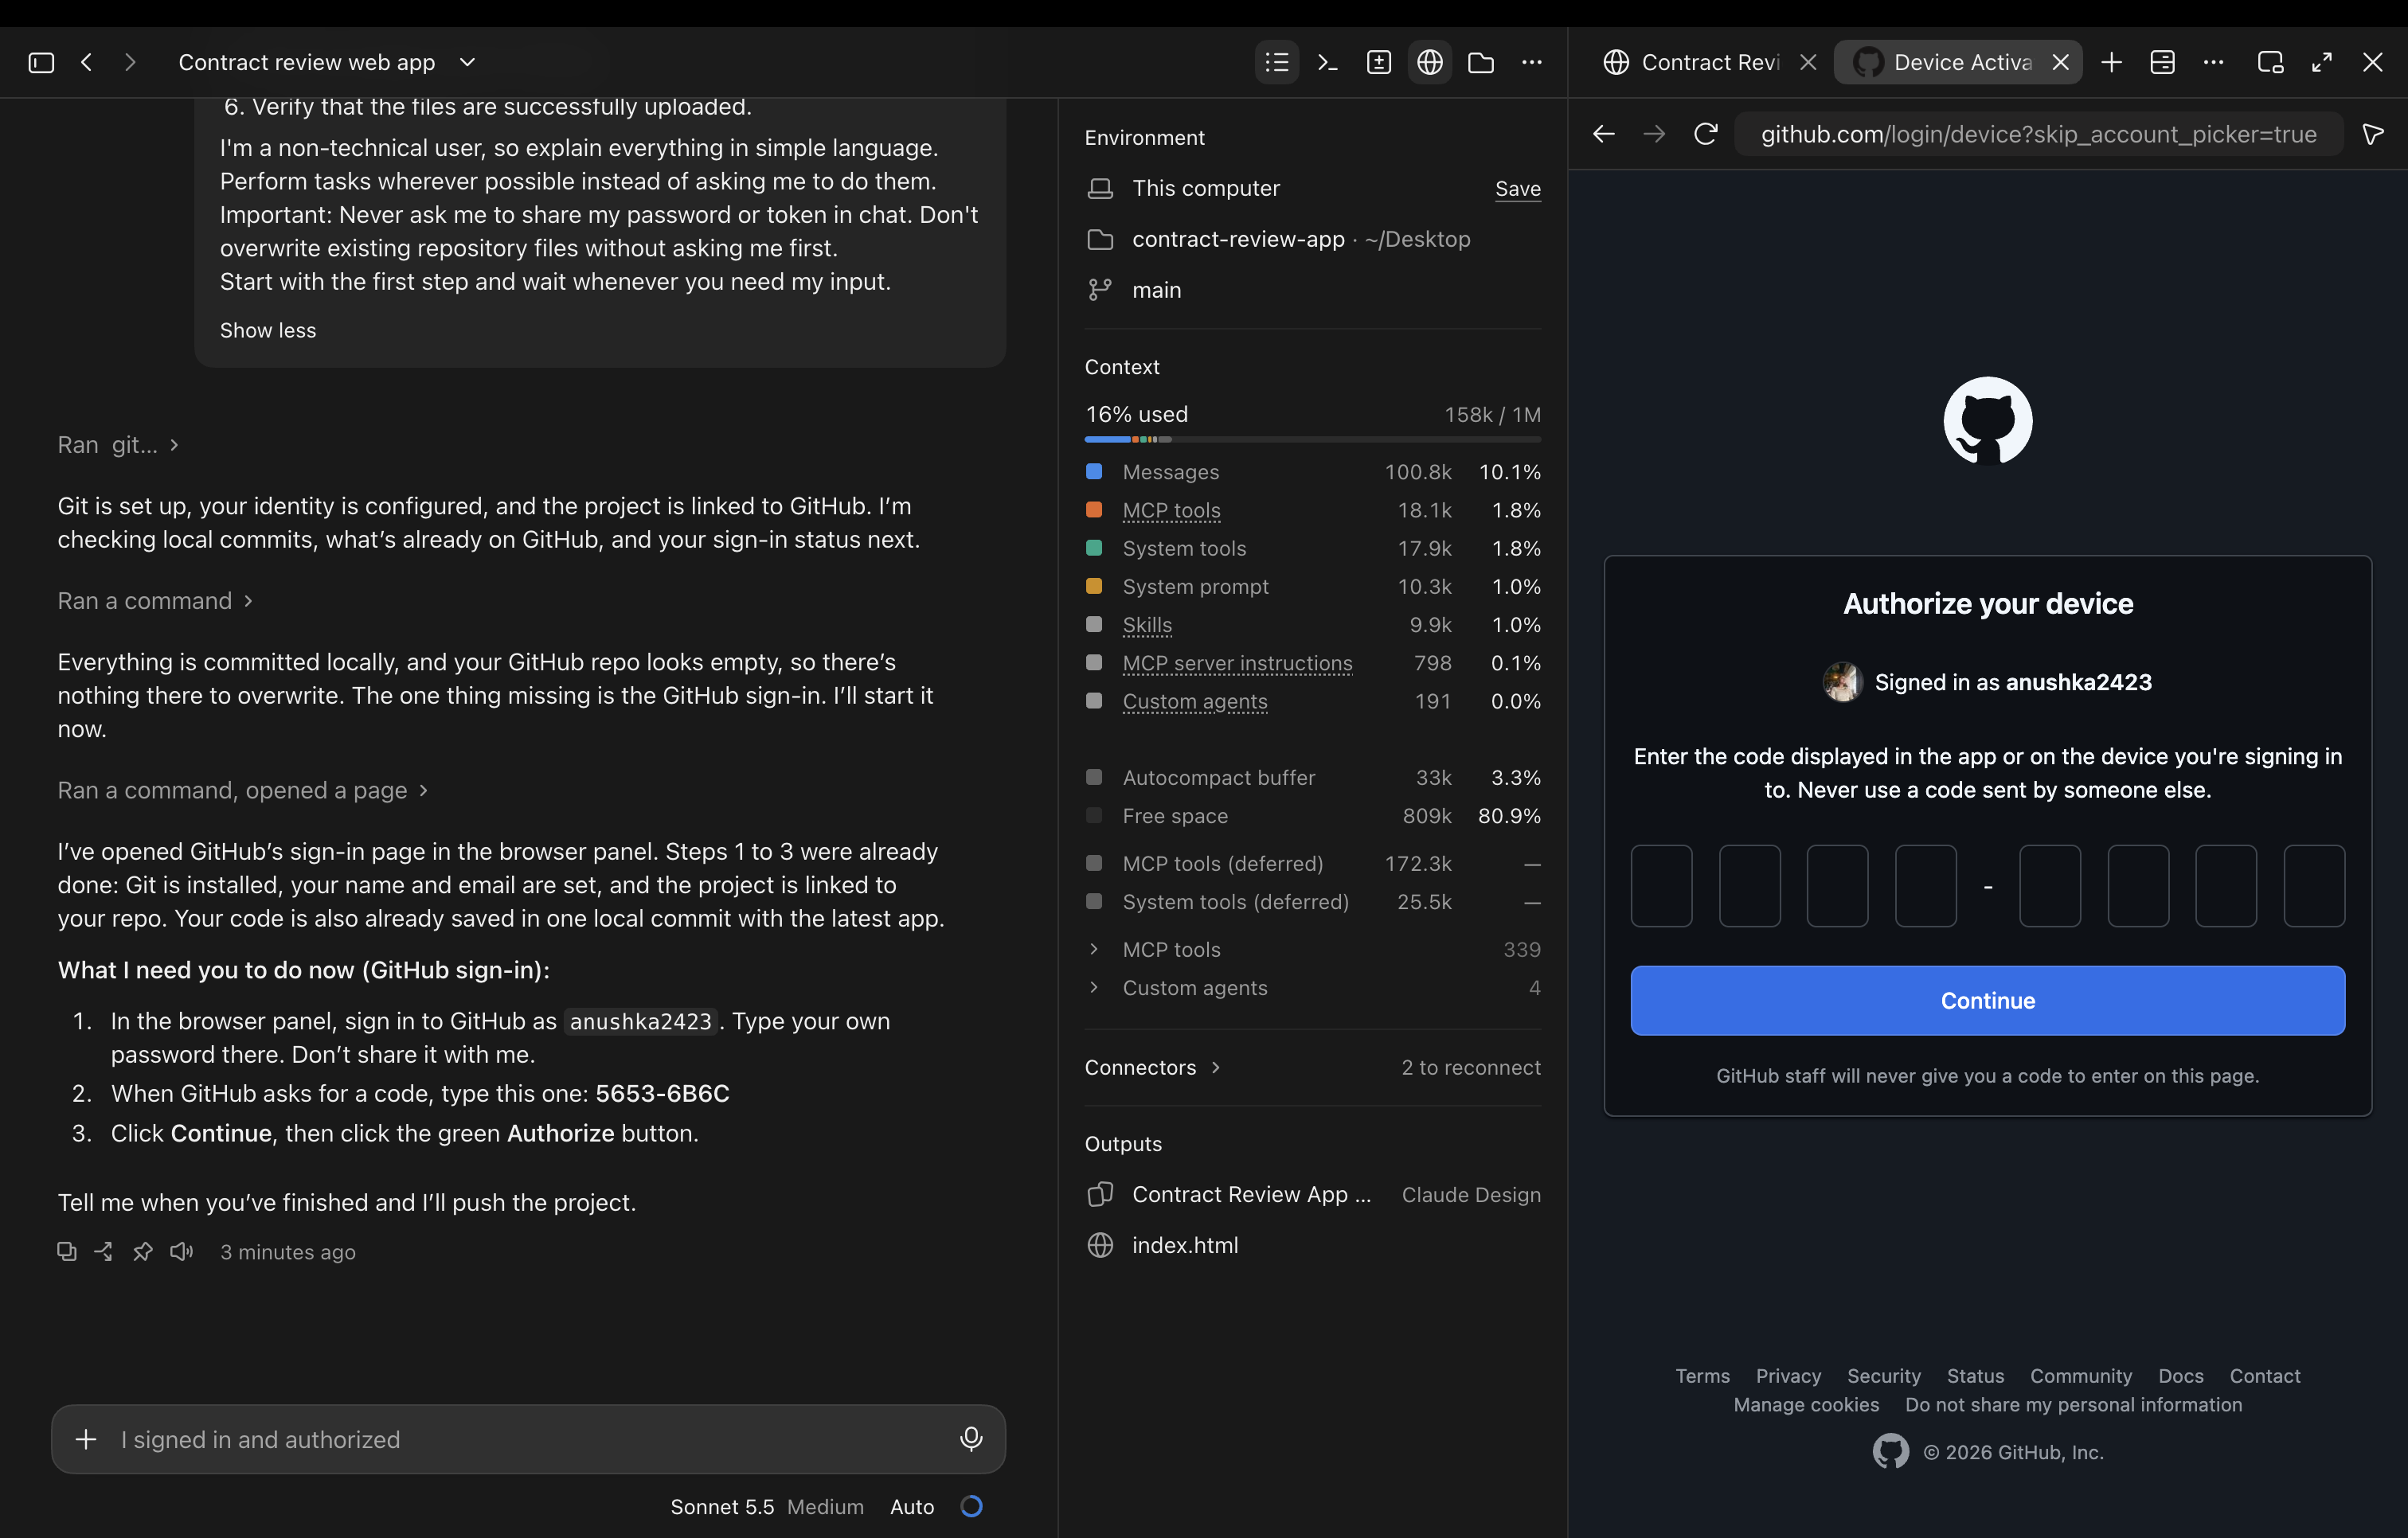 Contract review web app
6. Verify that the files are successfully uploaded.
I'm a non-technical user, so explain everything in simple language.
Perform tasks wherever possible instead of asking me to do them.
Important: Never ask me to share my password or token in chat. Don't
overwrite existing repository files without asking me first.
Start with the first step and wait whenever you need my input.
Show less
Ran git...
Git is set up, your identity is configured, and the project is linked to GitHub. I’m
checking local commits, what’s already on GitHub, and your sign-in status next.
Ran a command
Everything is committed locally, and your GitHub repo looks empty, so there’s
nothing there to overwrite. The one thing missing is the GitHub sign-in. I’ll start it
now.
Ran a command, opened a page
I’ve opened GitHub’s sign-in page in the browser panel. Steps 1 to 3 were already
done: Git is installed, your name and email are set, and the project is linked to
your repo. Your code is also already saved in one local commit with the latest app.
What I need you to do now (GitHub sign-in):
1. In the browser panel, sign in to GitHub as anushka2423. Type your own
password there. Don’t share it with me.
2. When GitHub asks for a code, type this one: 5653-6B6C
3. Click Continue, then click the green Authorize button.
Tell me when you’ve finished and I’ll push the project.
3 minutes ago
I signed in and authorized
Sonnet 5.5 Medium Auto
Environment
This computer Save
contract-review-app · ~/Desktop
main
Context
16% used 158k / 1M
Messages 100.8k 10.1%
MCP tools 18.1k 1.8%
System tools 17.9k 1.8%
System prompt 10.3k 1.0%
Skills 9.9k 1.0%
MCP server instructions 798 0.1%
Custom agents 191 0.0%
Autocompact buffer 33k 3.3%
Free space 809k 80.9%
MCP tools (deferred) 172.3k —
System tools (deferred) 25.5k —
MCP tools 339
Custom agents 4
Connectors 2 to reconnect
Outputs
Contract Review App ... Claude Design
index.html
Contract Revi
Device Activa
github.com/login/device?skip_account_picker=true
Authorize your device
Signed in as anushka2423
Enter the code displayed in the app or on the device you're signing in
to. Never use a code sent by someone else.
-
Continue
GitHub staff will never give you a code to enter on this page.
Terms Privacy Security Status Community Docs Contact
Manage cookies Do not share my personal information
© 2026 GitHub, Inc.